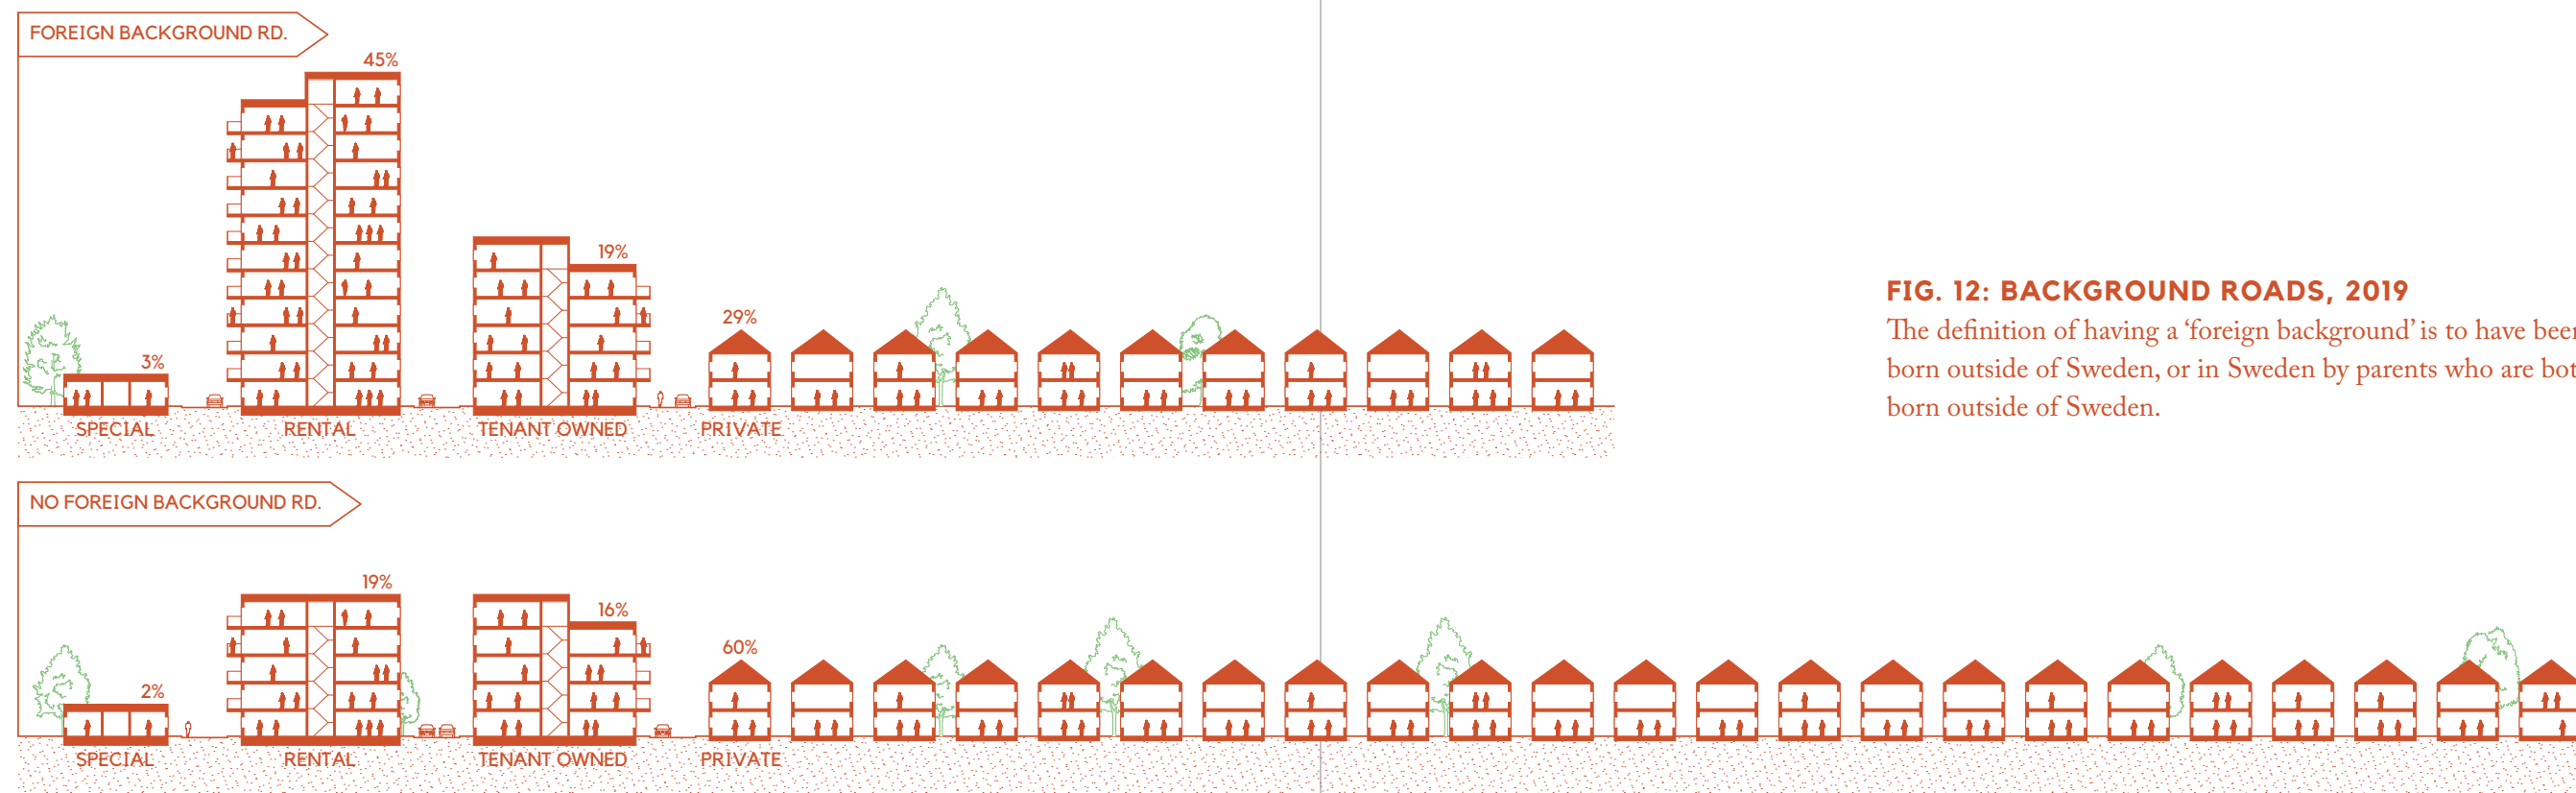 FOREIGN BACKGROUND RD.
45%
19%
29%
3%
SPECIAL
RENTAL
TENANT OWNED
PRIVATE
FIG. 12: BACKGROUND ROADS, 2019
The definition of having a ‘foreign background’ is to have been
born outside of Sweden, or in Sweden by parents who are bot
born outside of Sweden.
NO FOREIGN BACKGROUND RD.
19%
16%
60%
2%
SPECIAL
RENTAL
TENANT OWNED
PRIVATE